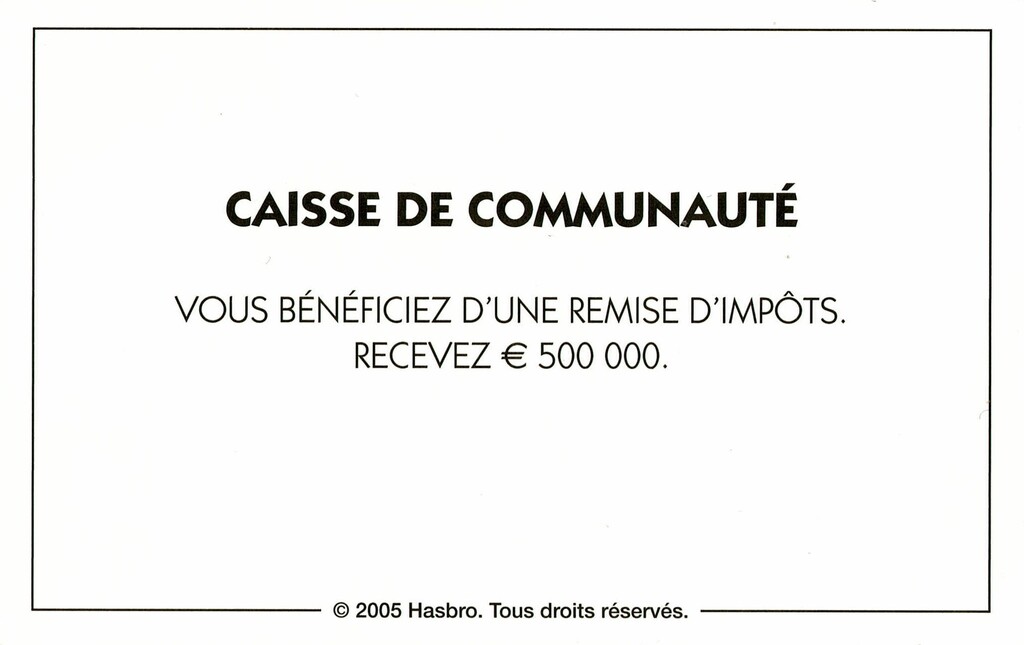 CAISSE DE COMMUNAUTÉ
VOUS BÉNÉFICIEZ D'UNE REMISE D'IMPÔTS.
RECEVEZ € 500 000.
© 2005 Hasbro. Tous droits réservés.